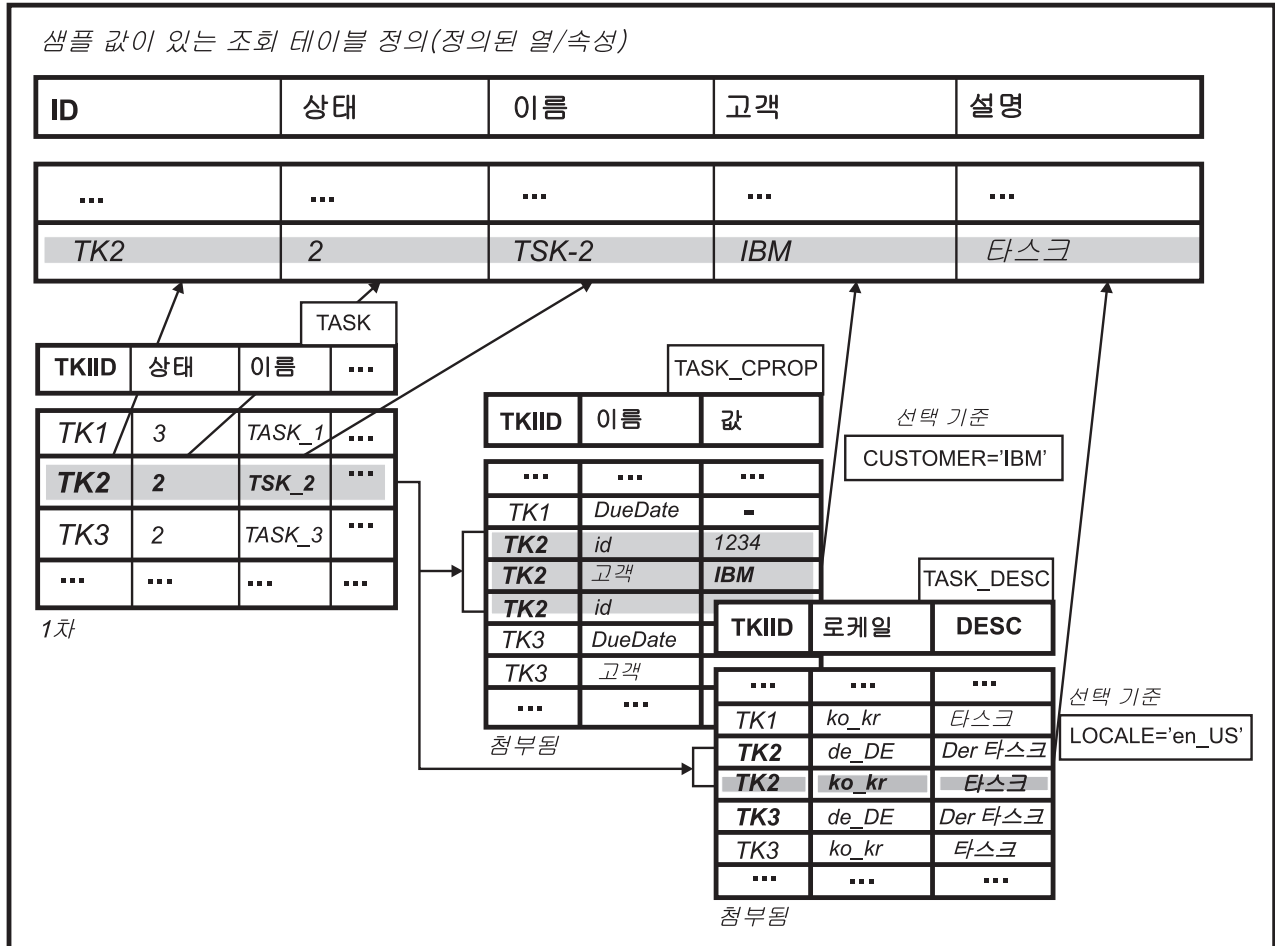 샘플 값이 있는 조회 테이블 정의(정의된 열/속성)
ID 상태 이름 고객 설명
... ... ... ... ...
TK2 2 TSK-2 IBM 타스크
TASK
TKIID 상태 이름 ...
TK1 3 TASK_1 ...
TK2 2 TSK_2 ...
TK3 2 TASK_3 ...
... ... ... ...
1차
TASK_CPROP
TKIID 이름 값
... ... ...
TK1 DueDate -
TK2 id 1234
TK2 고객 IBM
TK2 id
TK3 DueDate
TK3 고객
... ...
첨부됨
선택 기준
CUSTOMER='IBM'
TASK_DESC
TKIID 로케일 DESC
... ... ...
TK1 ko_kr 타스크
TK2 de_DE Der 타스크
TK2 ko_kr 타스크
TK3 de_DE Der 타스크
TK3 ko_kr 타스크
... ... ...
첨부됨
선택 기준
LOCALE='en_US'